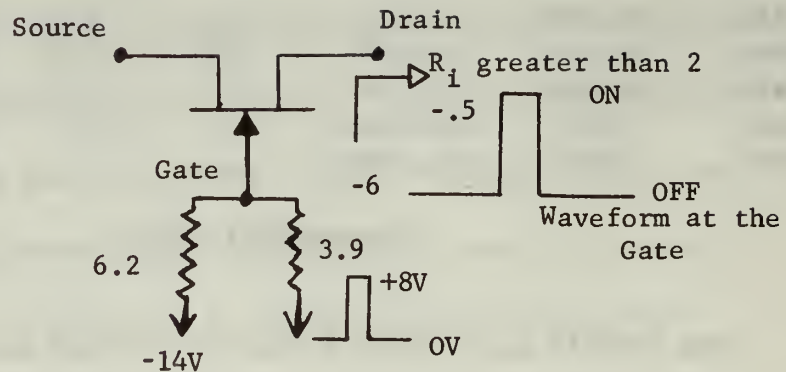 Source
Drain
Ri greater than 2
-.5
ON
Gate
-6
OFF
Waveform at the
Gate
6.2
3.9
+8V
-14V
0V